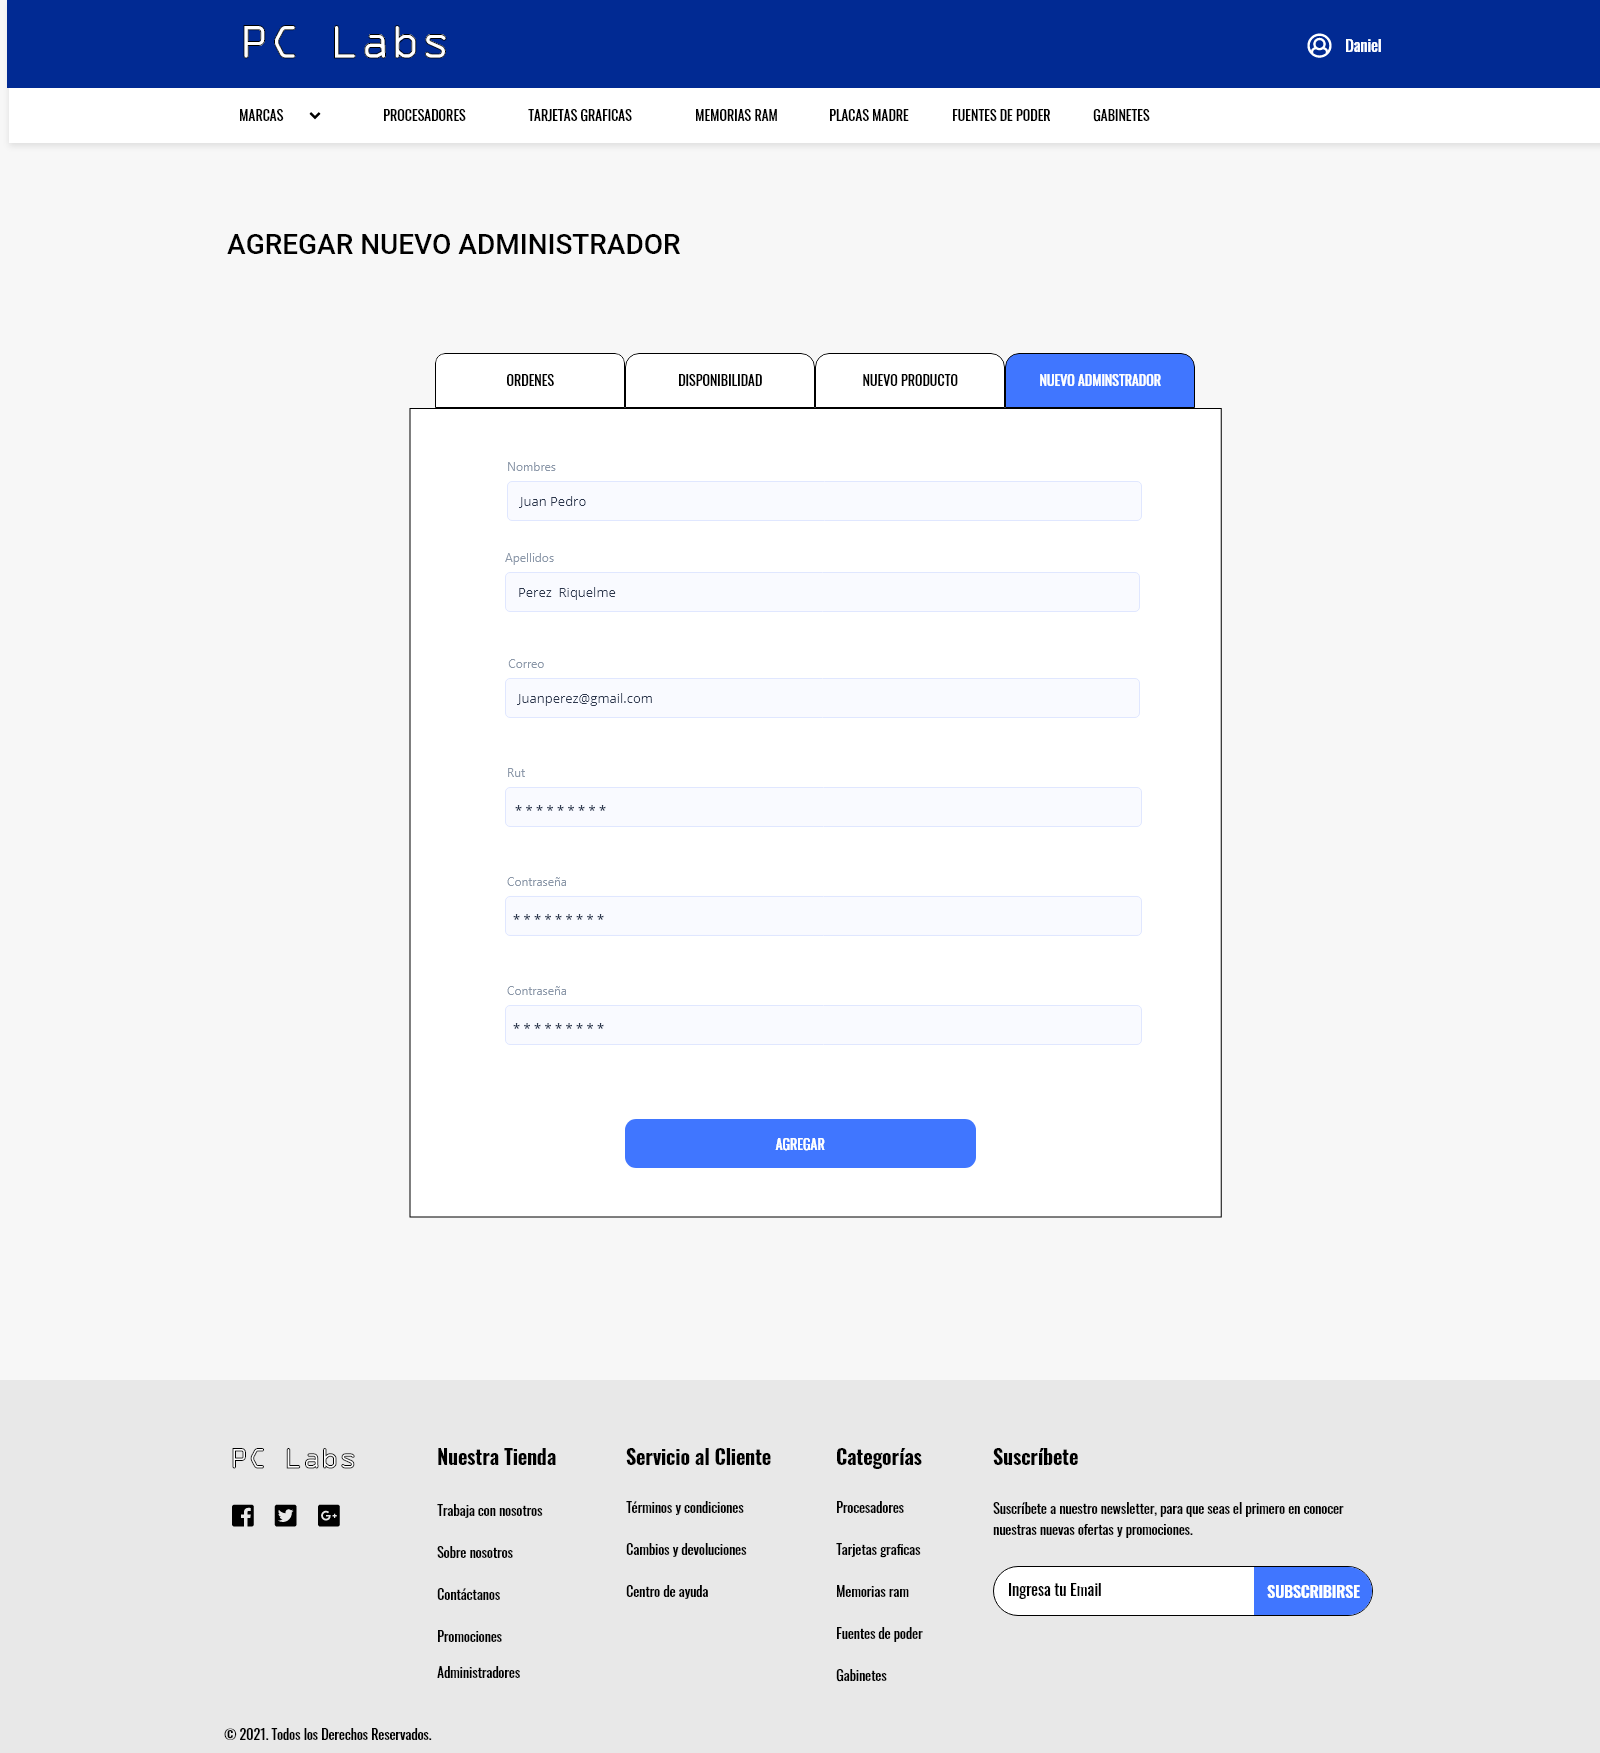 PC Labs
Daniel
MARCAS PROCESADORES TARJETAS GRAFICAS MEMORIAS RAM PLACAS MADRE FUENTES DE PODER GABINETES
AGREGAR NUEVO ADMINISTRADOR
ORDENES DISPONIBILIDAD NUEVO PRODUCTO NUEVO ADMINSTRADOR
Nombres
Juan Pedro
Apellidos
Perez Riquelme
Correo
Juanperez@gmail.com
Rut
* * * * * * * * *
Contraseña
* * * * * * * * *
Contraseña
* * * * * * * * *
AGREGAR
PC Labs
Nuestra Tienda
Trabaja con nosotros
Sobre nosotros
Contáctanos
Promociones
Administradores
Servicio al Cliente
Términos y condiciones
Cambios y devoluciones
Centro de ayuda
Categorías
Procesadores
Tarjetas graficas
Memorias ram
Fuentes de poder
Gabinetes
Suscríbete
Suscríbete a nuestro newsletter, para que seas el primero en conocer
nuestras nuevas ofertas y promociones.
Ingresa tu Email
SUBSCRIBIRSE
© 2021. Todos los Derechos Reservados.